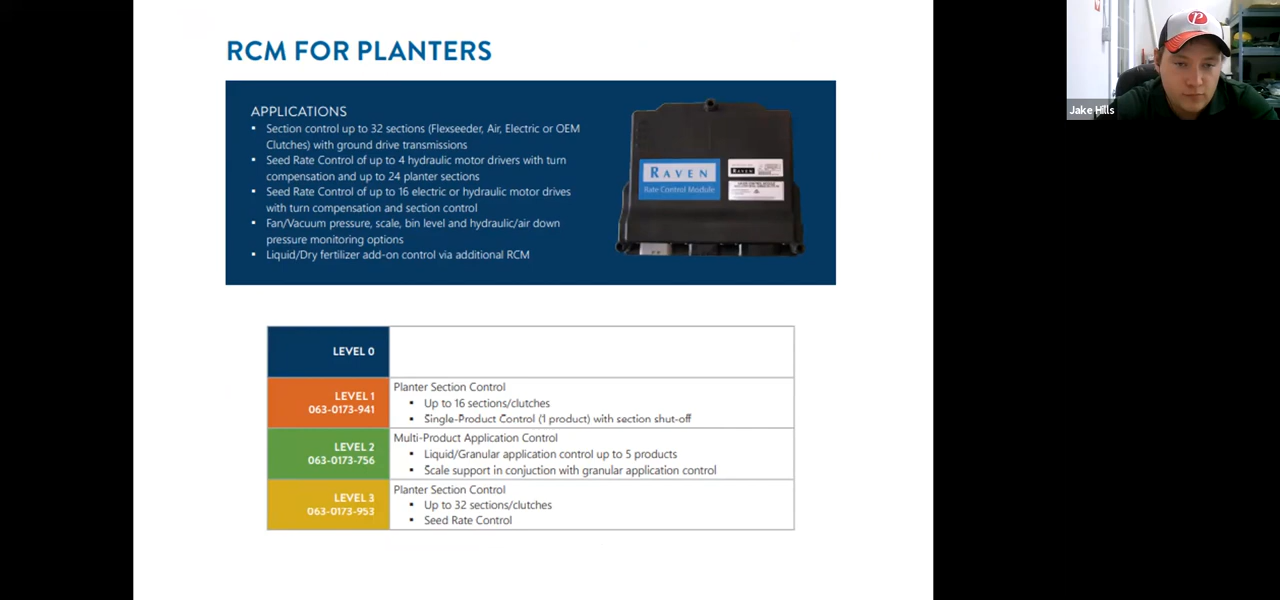 RCM FOR PLANTERS
APPLICATIONS
▪ Section control up to 32 sections (Flexseeder, Air, Electric or OEM
Clutches) with ground drive transmissions
▪ Seed Rate Control of up to 4 hydraulic motor drivers with turn
compensation and up to 24 planter sections
▪ Seed Rate Control of up to 16 electric or hydraulic motor drives
with turn compensation and section control
▪ Fan/Vacuum pressure, scale, bin level and hydraulic/air down
pressure monitoring options
▪ Liquid/Dry fertilizer add-on control via additional RCM
RAVEN
Rate Control Module
RAVEN
LEVEL 0
LEVEL 1
063-0173-941
Planter Section Control
▪ Up to 16 sections/clutches
▪ Single-Product Control (1 product) with section shut-off
LEVEL 2
063-0173-756
Multi-Product Application Control
▪ Liquid/Granular application control up to 5 products
▪ Scale support in conjuction with granular application control
LEVEL 3
063-0173-953
Planter Section Control
▪ Up to 32 sections/clutches
▪ Seed Rate Control
P
Jake Hills